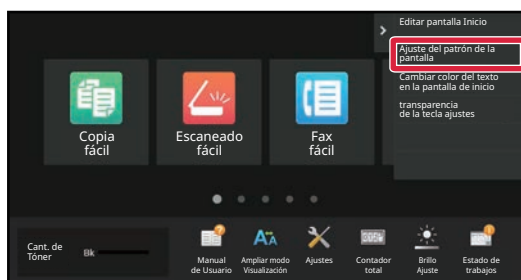 Editar pantalla Inicio
Ajuste del patrón de la
pantalla
Cambiar color del texto
en la pantalla de inicio
transparencia
de la tecla ajustes
Copia
fácil
Escaneado
fácil
Fax
fácil
Cant. de
Tóner
Bk
Manual
de Usuario
Ampliar modo
Visualización
Ajustes
Contador
total
Brillo
Ajuste
Estado de
trabajos